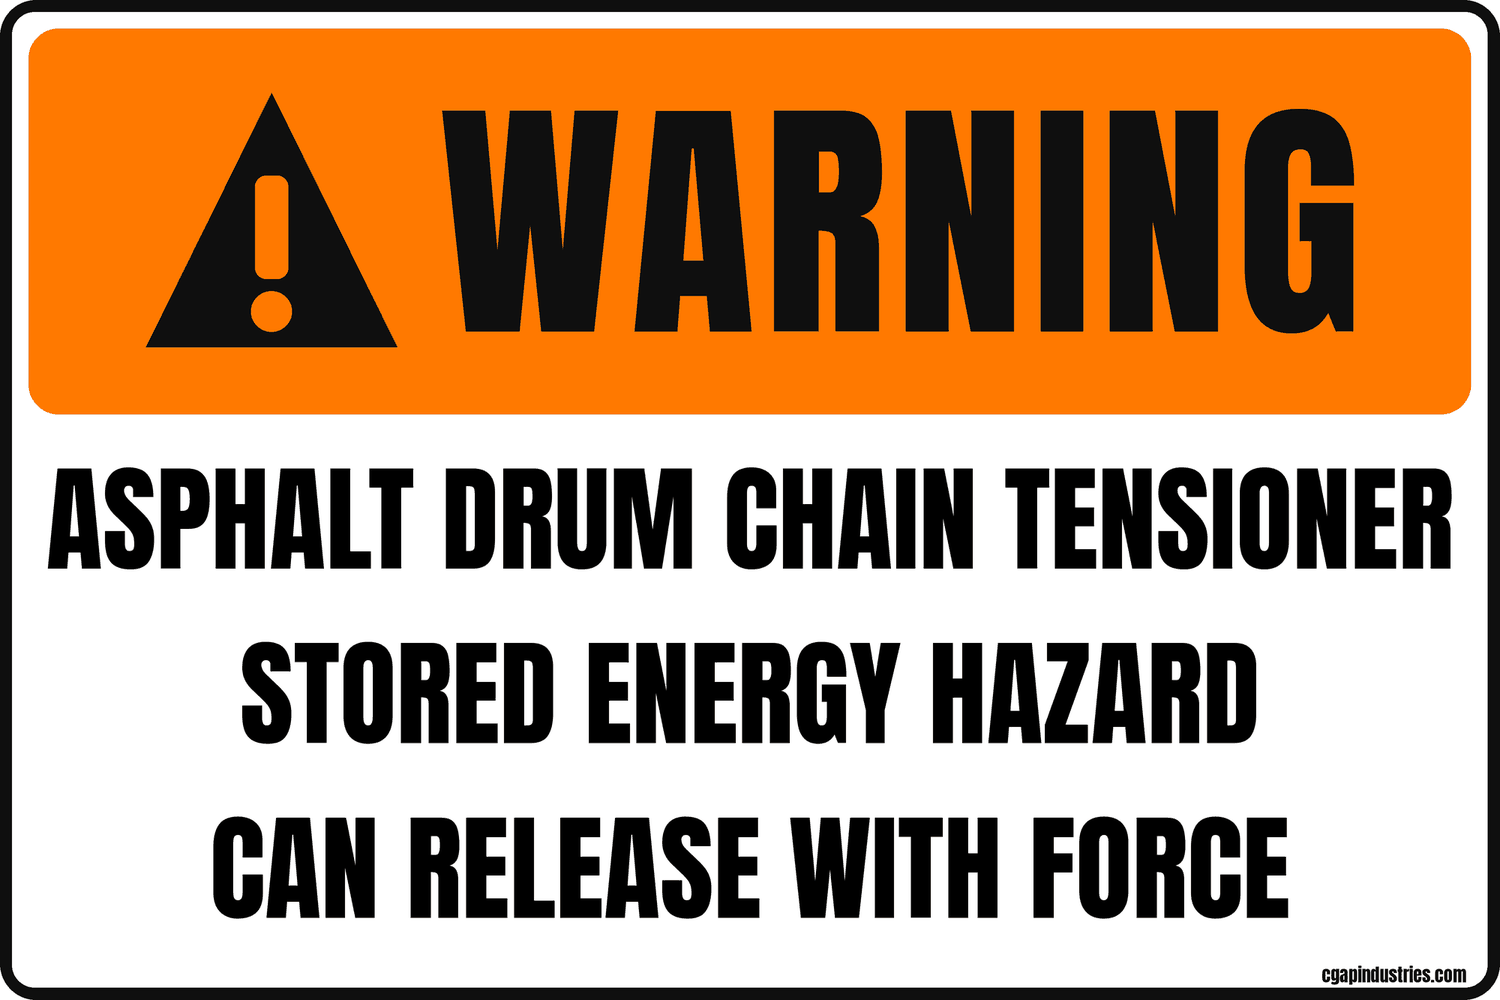 WARNING
ASPHALT DRUM CHAIN TENSIONER
STORED ENERGY HAZARD
CAN RELEASE WITH FORCE
cgapindustries.com